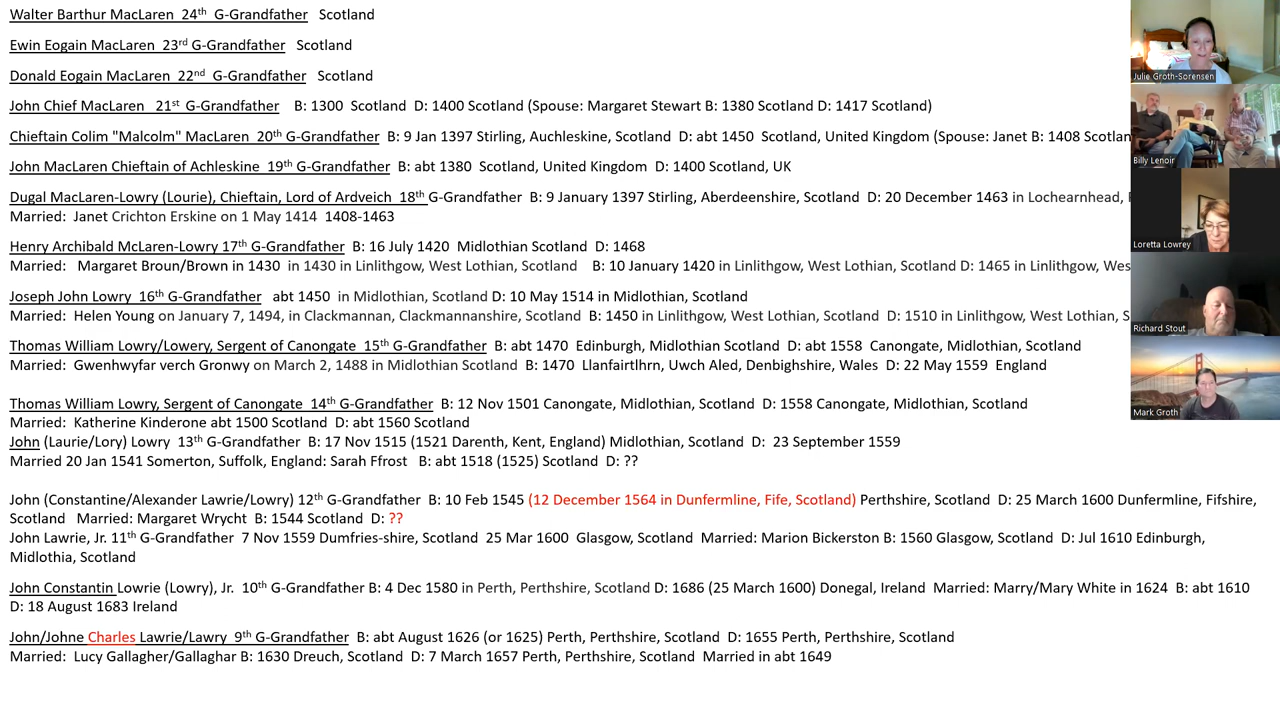 Walter Barthur MacLaren 24th G-Grandfather Scotland
Ewin Eogain MacLaren 23rd G-Grandfather Scotland
Donald Eogain MacLaren 22nd G-Grandfather Scotland
John Chief MacLaren 21st G-Grandfather B: 1300 Scotland D: 1400 Scotland (Spouse: Margaret Stewart B: 1380 Scotland D: 1417 Scotland)
Chieftain Colim "Malcolm" MacLaren 20th G-Grandfather B: 9 Jan 1397 Stirling, Auchleskine, Scotland D: abt 1450 Scotland, United Kingdom (Spouse: Janet B: 1408 Scotlan
John MacLaren Chieftain of Achleskine 19th G-Grandfather B: abt 1380 Scotland, United Kingdom D: 1400 Scotland, UK
Dugal MacLaren-Lowry (Lourie), Chieftain, Lord of Ardveich 18th G-Grandfather B: 9 January 1397 Stirling, Aberdeenshire, Scotland D: 20 December 1463 in Lochearnhead,
Married: Janet Crichton Erskine on 1 May 1414 1408-1463
Henry Archibald McLaren-Lowry 17th G-Grandfather B: 16 July 1420 Midlothian Scotland D: 1468
Married: Margaret Broun/Brown in 1430 in 1430 in Linlithgow, West Lothian, Scotland B: 10 January 1420 in Linlithgow, West Lothian, Scotland D: 1465 in Linlithgow, Wes
Joseph John Lowry 16th G-Grandfather abt 1450 in Midlothian, Scotland D: 10 May 1514 in Midlothian, Scotland
Married: Helen Young on January 7, 1494, in Clackmannan, Clackmannanshire, Scotland B: 1450 in Linlithgow, West Lothian, Scotland D: 1510 in Linlithgow, West Lothian, S
Thomas William Lowry/Lowery, Sergent of Canongate 15th G-Grandfather B: abt 1470 Edinburgh, Midlothian Scotland D: abt 1558 Canongate, Midlothian, Scotland
Married: Gwenhwyfar verch Gronwy on March 2, 1488 in Midlothian Scotland B: 1470 Llanfairtlhrn, Uwch Aled, Denbighshire, Wales D: 22 May 1559 England
Thomas William Lowry, Sergent of Canongate 14th G-Grandfather B: 12 Nov 1501 Canongate, Midlothian, Scotland D: 1558 Canongate, Midlothian, Scotland
Married: Katherine Kinderone abt 1500 Scotland D: abt 1560 Scotland
John (Laurie/Lory) Lowry 13th G-Grandfather B: 17 Nov 1515 (1521 Darenth, Kent, England) Midlothian, Scotland D: 23 September 1559
Married 20 Jan 1541 Somerton, Suffolk, England: Sarah Ffrost B: abt 1518 (1525) Scotland D: ??
John (Constantine/Alexander Lawrie/Lowry) 12th G-Grandfather B: 10 Feb 1545 (12 December 1564 in Dunfermline, Fife, Scotland) Perthshire, Scotland D: 25 March 1600 Dunfermline, Fifshire,
Scotland Married: Margaret Wrycht B: 1544 Scotland D: ??
John Lawrie, Jr. 11th G-Grandfather 7 Nov 1559 Dumfries-shire, Scotland 25 Mar 1600 Glasgow, Scotland Married: Marion Bickerston B: 1560 Glasgow, Scotland D: Jul 1610 Edinburgh,
Midlothia, Scotland
John Constantin Lowrie (Lowry), Jr. 10th G-Grandfather B: 4 Dec 1580 in Perth, Perthshire, Scotland D: 1686 (25 March 1600) Donegal, Ireland Married: Marry/Mary White in 1624 B: abt 1610
D: 18 August 1683 Ireland
John/Johne Charles Lawrie/Lawry 9th G-Grandfather B: abt August 1626 (or 1625) Perth, Perthshire, Scotland D: 1655 Perth, Perthshire, Scotland
Married: Lucy Gallagher/Gallaghar B: 1630 Dreuch, Scotland D: 7 March 1657 Perth, Perthshire, Scotland Married in abt 1649
Julie Groth-Sorensen
Billy Lenoir
Loretta Lowrey
Richard Stout
Mark Groth